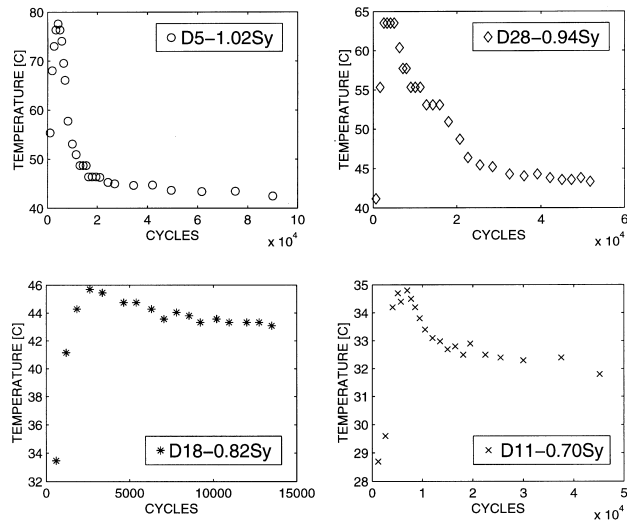 80
70
60
50
40
TEMPERATURE [C]
D5−1.02Sy
0 2 4 6 8 10
CYCLES
x 10^4
65
60
55
50
45
40
TEMPERATURE [C]
D28−0.94Sy
0 2 4 6
CYCLES
x 10^4
46
44
42
40
38
36
34
32
TEMPERATURE [C]
D18−0.82Sy
0 5000 10000 15000
CYCLES
35
34
33
32
31
30
29
28
TEMPERATURE [C]
D11−0.70Sy
0 1 2 3 4 5
CYCLES
x 10^4